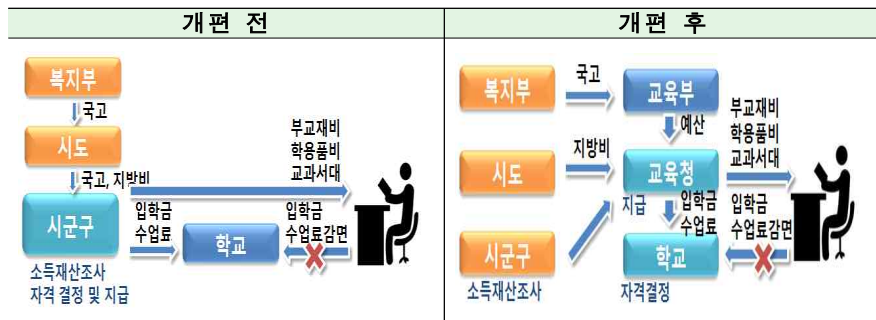 개편 전
복지부
국고
시도
국고, 지방비
시군구
소득재산조사
자격 결정 및 지급
입학금
수업료
학교
부교재비
학용품비
교과서대
입학금
수업료감면
개편 후
복지부
국고
교육부
예산
시도
지방비
교육청
지급
입학금
수업료
부교재비
학용품비
교과서대
입학금
수업료감면
시군구
소득재산조사
학교
자격결정